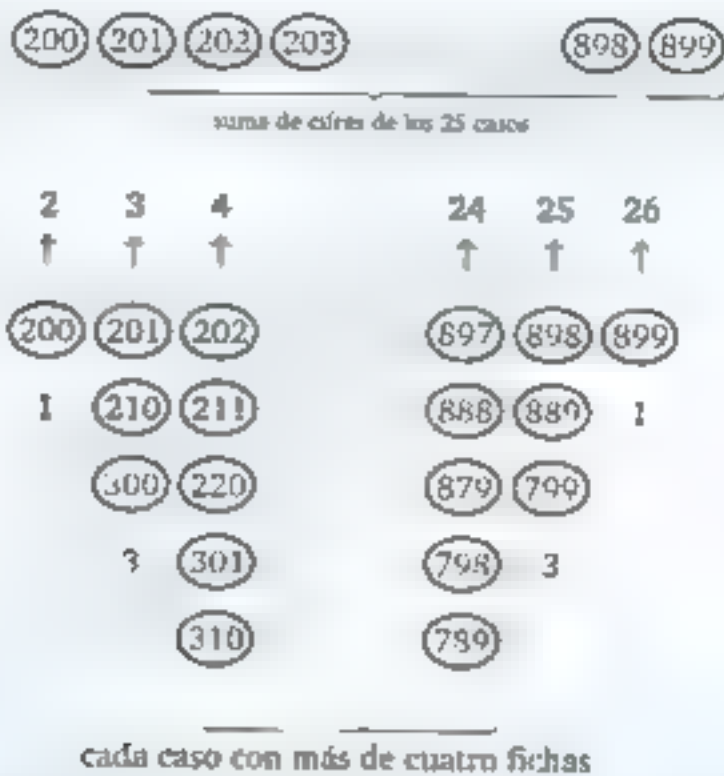 200 201 202 203 898 899
suma de cifras de los 25 casos
2 3 4 24 25 26
↑ ↑ ↑ ↑ ↑ ↑
200 201 202 897 898 899
1 210 211 888 889 1
300 220 879 799
3 301 798 3
310 789
cada caso con más de cuatro fichas